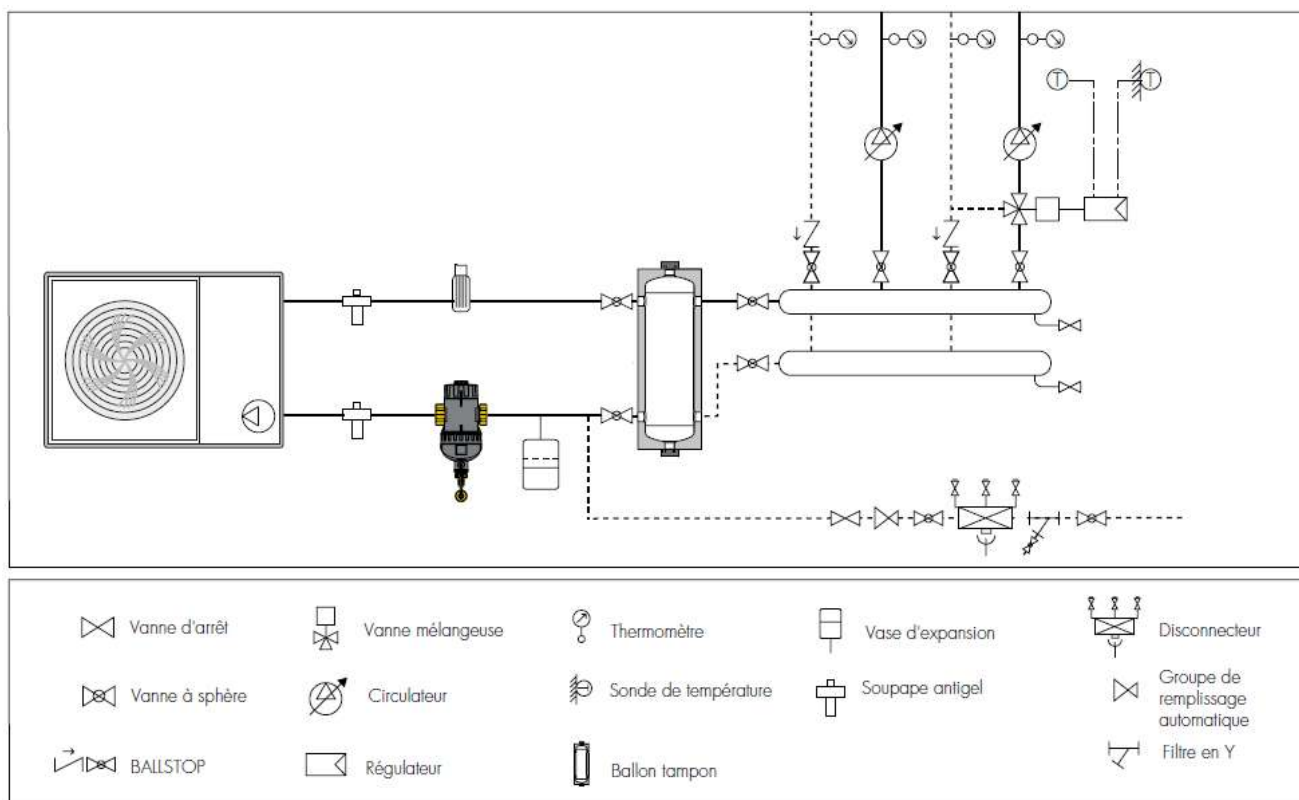 T
T
Vanne d'arrêt
Vanne mélangeuse
Thermomètre
Vase d'expansion
Disconnecteur
Vanne à sphère
Circulateur
Sonde de température
Soupape antigel
Groupe de
remplissage
automatique
BALLSTOP
Régulateur
Ballon tampon
Filtre en Y